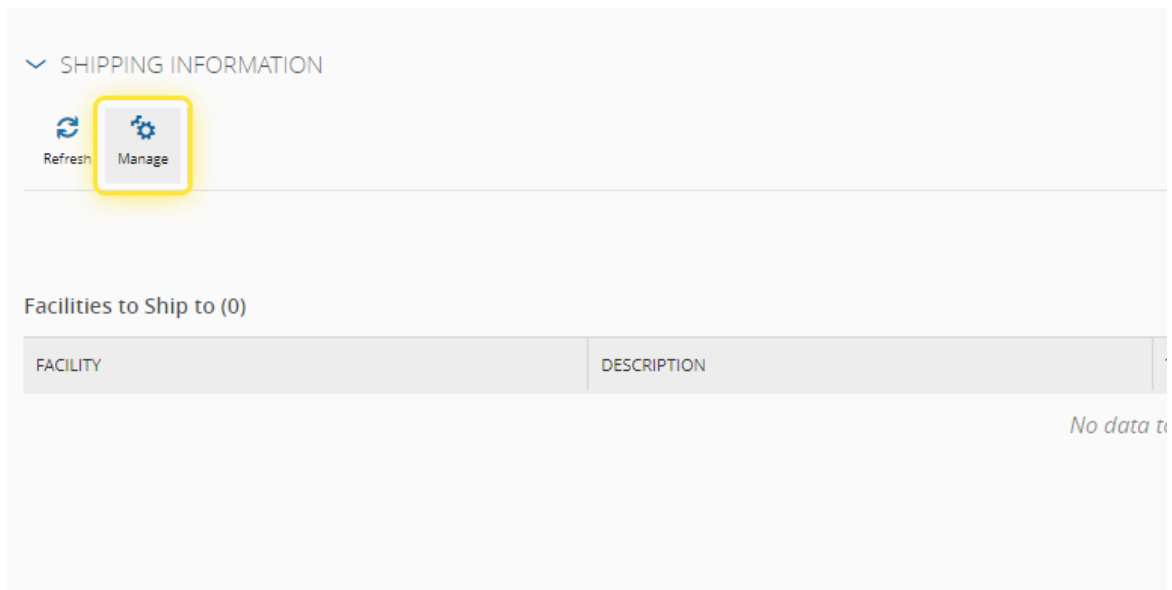 SHIPPING INFORMATION
Refresh Manage
Facilities to Ship to (0)
FACILITY DESCRIPTION
No data to